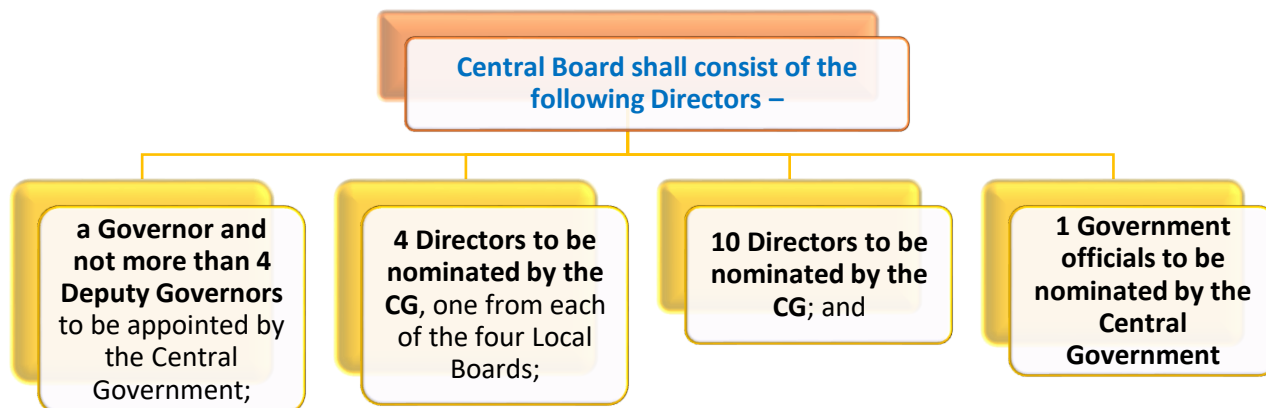 Central Board shall consist of the
following Directors –
a Governor and
not more than 4
Deputy Governors
to be appointed by
the Central
Government;
4 Directors to be
nominated by the
CG, one from each
of the four Local
Boards;
10 Directors to be
nominated by the
CG; and
1 Government
officials to be
nominated by the
Central
Government